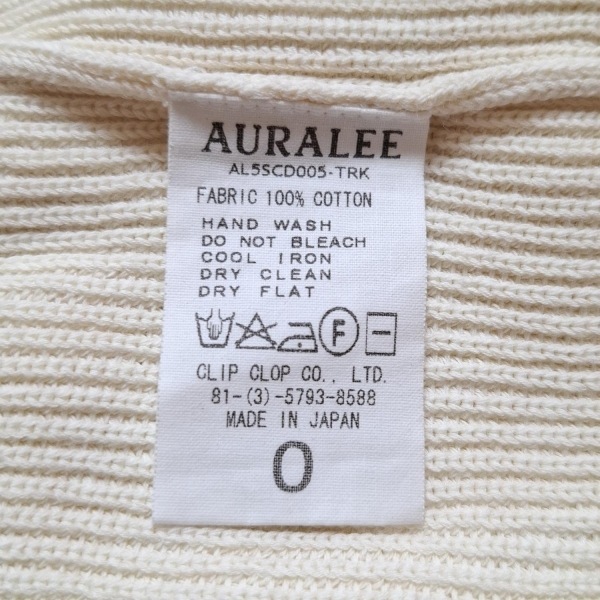 AURALEE
AL5SCD005-TRK
FABRIC 100% COTTON
HAND WASH
DO NOT BLEACH
COOL IRON
DRY CLEAN
DRY FLAT
F
CLIP CLOP CO., LTD.
81-(3)-5793-8588
MADE IN JAPAN
0